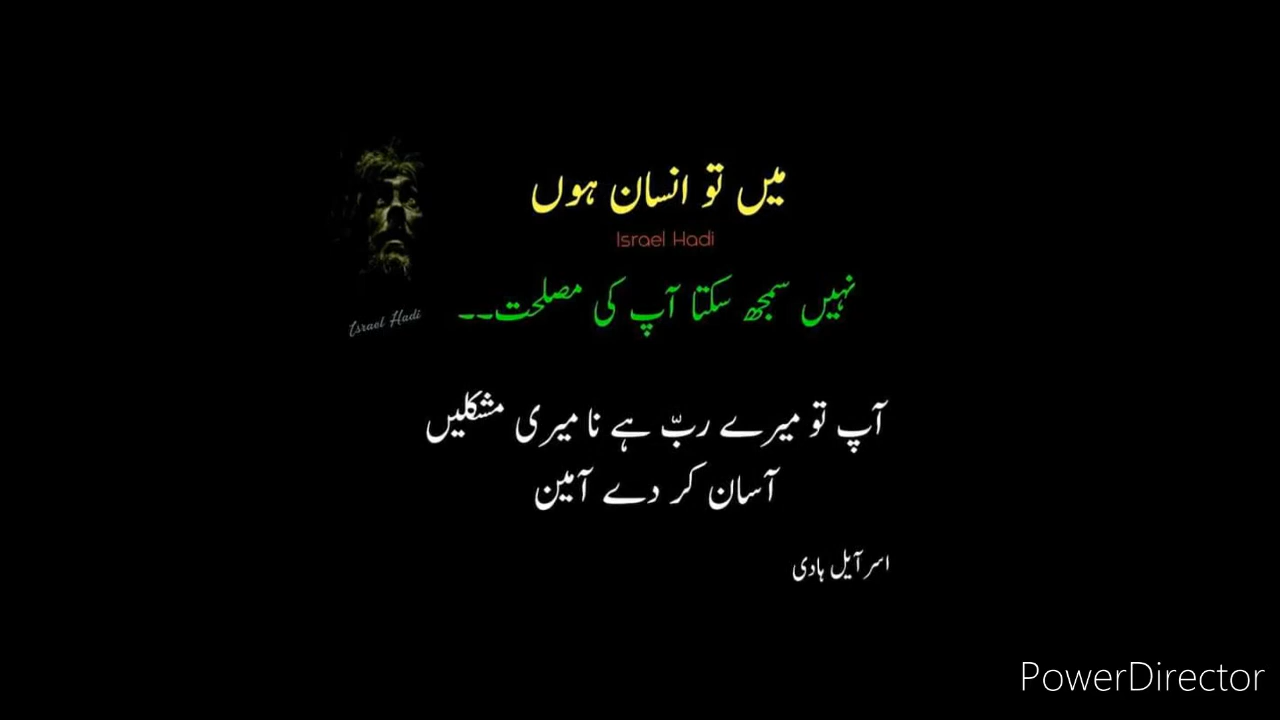 میں تو انسان ہوں
Israel Hadi
نہیں سمجھ سکتا آپ کی مصلحت۔۔
Israel Hadi
آپ تو میرے ربّ ہے نا میری مشکلیں
آسان کر دے آمین
اسرآیل ہادی
PowerDirector